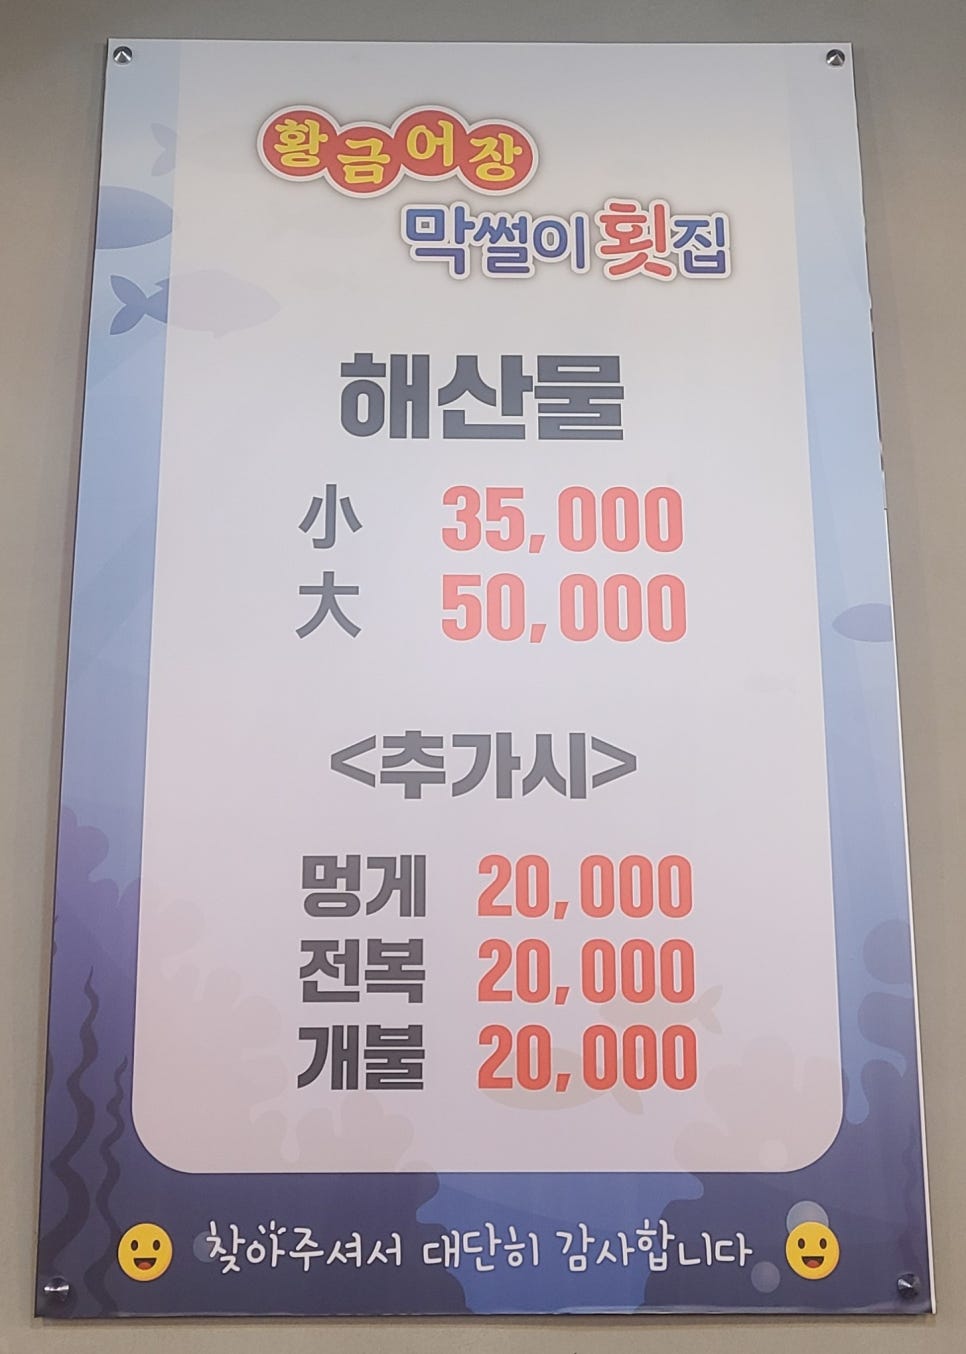 황금어장
막썰이횟집
해산물
小 35,000
大 50,000
<추가시>
멍게 20,000
전복 20,000
개불 20,000
찾아주셔서 대단히 감사합니다